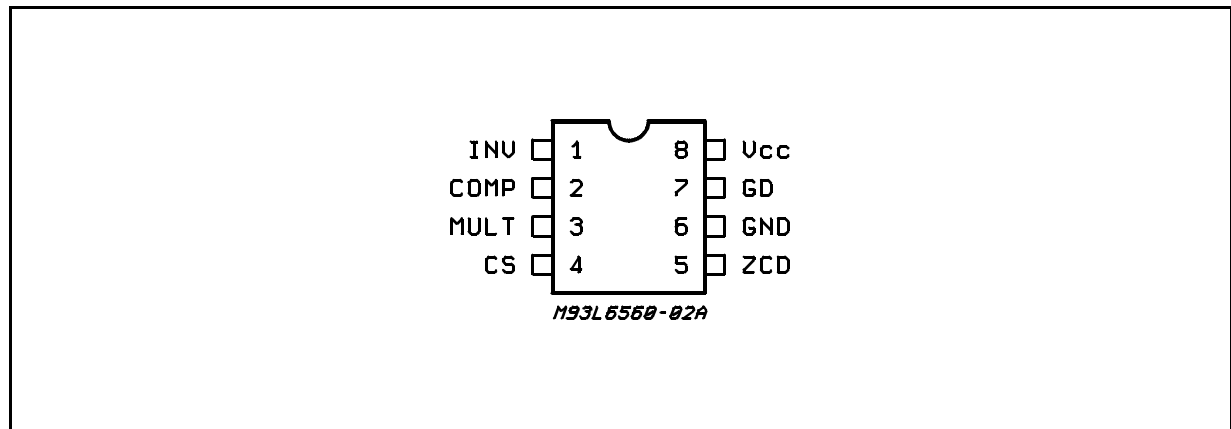 INV 1 8 Vcc
COMP 2 7 GD
MULT 3 6 GND
CS 4 5 ZCD
M93L6560-02A